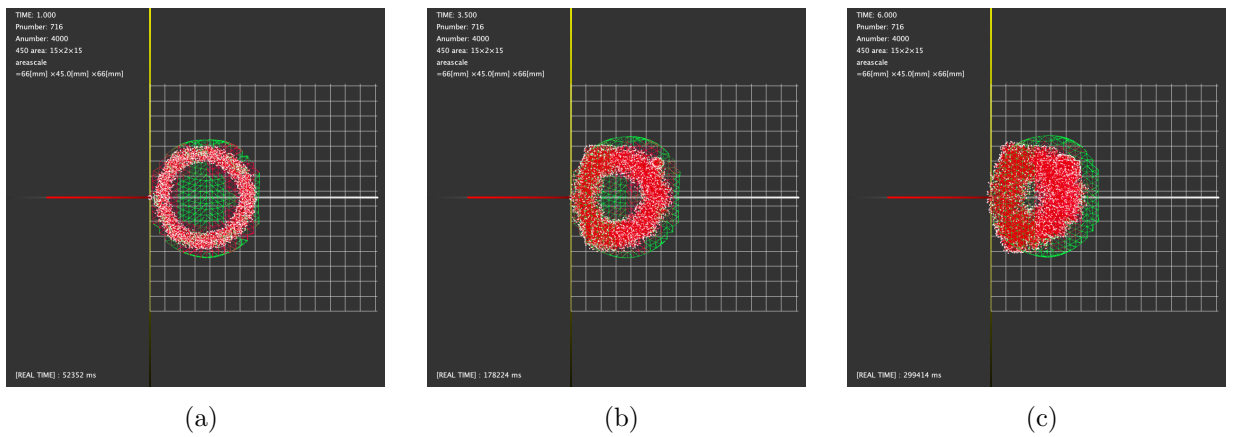 TIME: 1.000
Pnumber: 716
Anumber: 4000
450 area: 15×2×15
areascale
=66[mm] ×45.0[mm] ×66[mm]
[REAL TIME] : 52352 ms
(a)
TIME: 3.500
Pnumber: 716
Anumber: 4000
450 area: 15×2×15
areascale
=66[mm] ×45.0[mm] ×66[mm]
[REAL TIME] : 178224 ms
(b)
TIME: 6.000
Pnumber: 716
Anumber: 4000
450 area: 15×2×15
areascale
=66[mm] ×45.0[mm] ×66[mm]
[REAL TIME] : 299414 ms
(c)